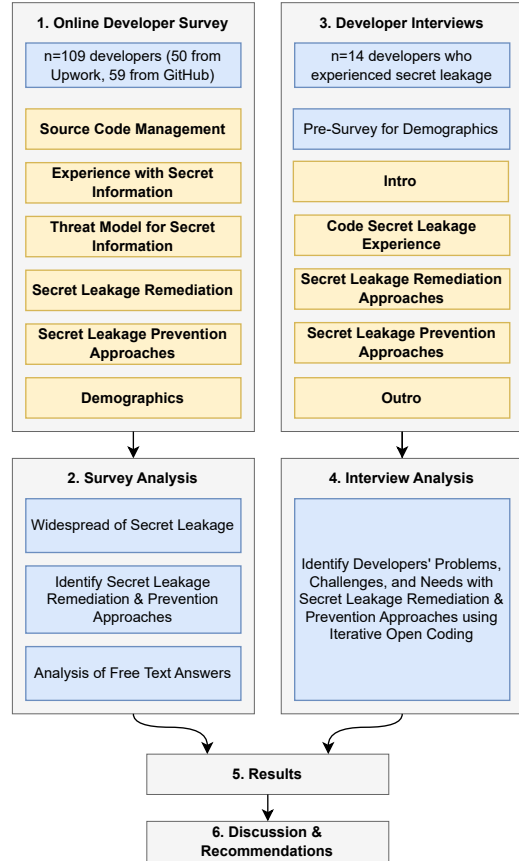 1. Online Developer Survey
n=109 developers (50 from
Upwork, 59 from GitHub)
Source Code Management
Experience with Secret
Information
Threat Model for Secret
Information
Secret Leakage Remediation
Secret Leakage Prevention
Approaches
Demographics
3. Developer Interviews
n=14 developers who
experienced secret leakage
Pre-Survey for Demographics
Intro
Code Secret Leakage
Experience
Secret Leakage Remediation
Approaches
Secret Leakage Prevention
Approaches
Outro
2. Survey Analysis
Widespread of Secret Leakage
Identify Secret Leakage
Remediation & Prevention
Approaches
Analysis of Free Text Answers
4. Interview Analysis
Identify Developers' Problems,
Challenges, and Needs with
Secret Leakage Remediation &
Prevention Approaches using
Iterative Open Coding
5. Results
6. Discussion &
Recommendations